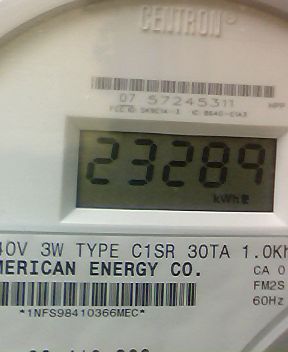 CENTRON®
07 57245311
23289
kWh
40V 3W TYPE C1SR 30TA 1.0Kh
MERICAN ENERGY CO.
CA 0
FM2S
60Hz
*1NFS98410366MEC*